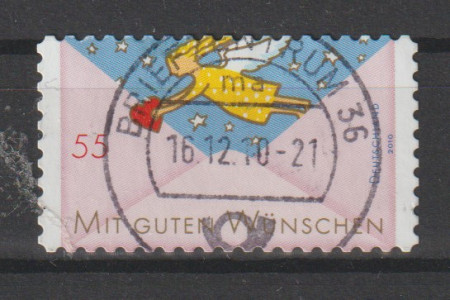 BRIEFZENTRUM 36
ma
55
16.12.10-21
DEUTSCHLAND 2010
MIT GUTEN WÜNSCHEN